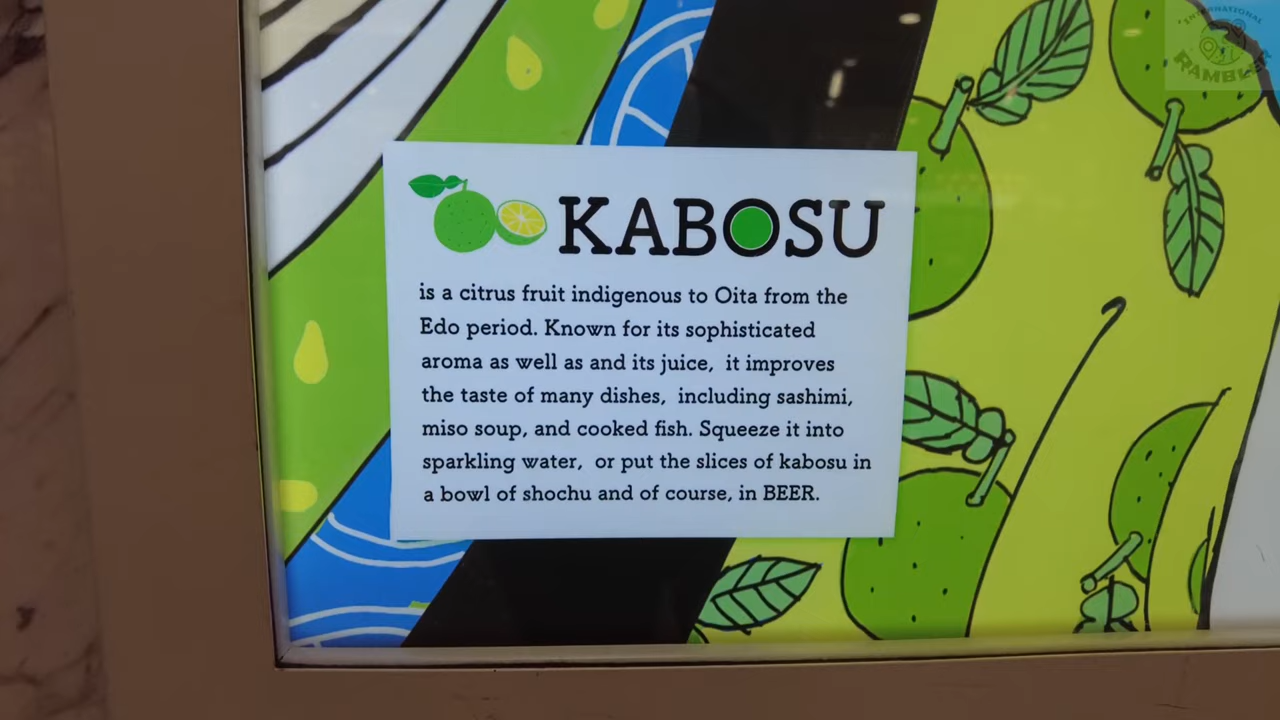 INTERNATIONAL
RAMBLER
KABOSU
is a citrus fruit indigenous to Oita from the
Edo period. Known for its sophisticated
aroma as well as and its juice, it improves
the taste of many dishes, including sashimi,
miso soup, and cooked fish. Squeeze it into
sparkling water, or put the slices of kabosu in
a bowl of shochu and of course, in BEER.